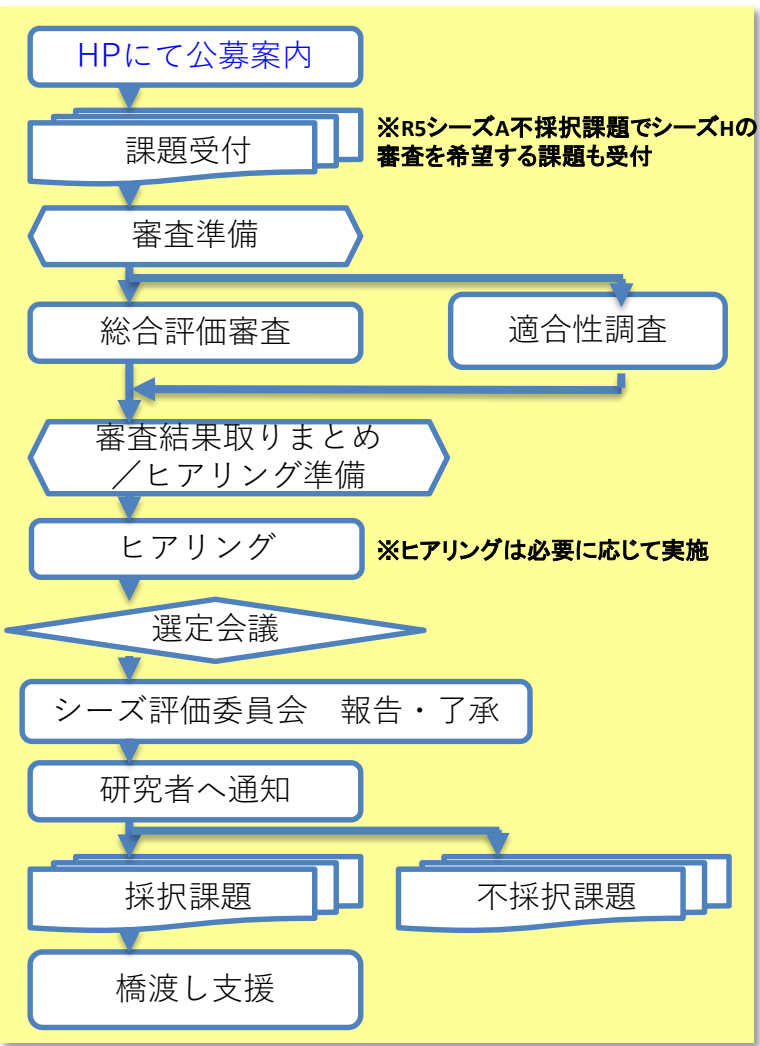 HPにて公募案内
課題受付
※R5シーズA不採択課題でシーズHの
審査を希望する課題も受付
審査準備
総合評価審査
適合性調査
審査結果取りまとめ
／ヒアリング準備
ヒアリング
※ヒアリングは必要に応じて実施
選定会議
シーズ評価委員会　報告・了承
研究者へ通知
採択課題
不採択課題
橋渡し支援